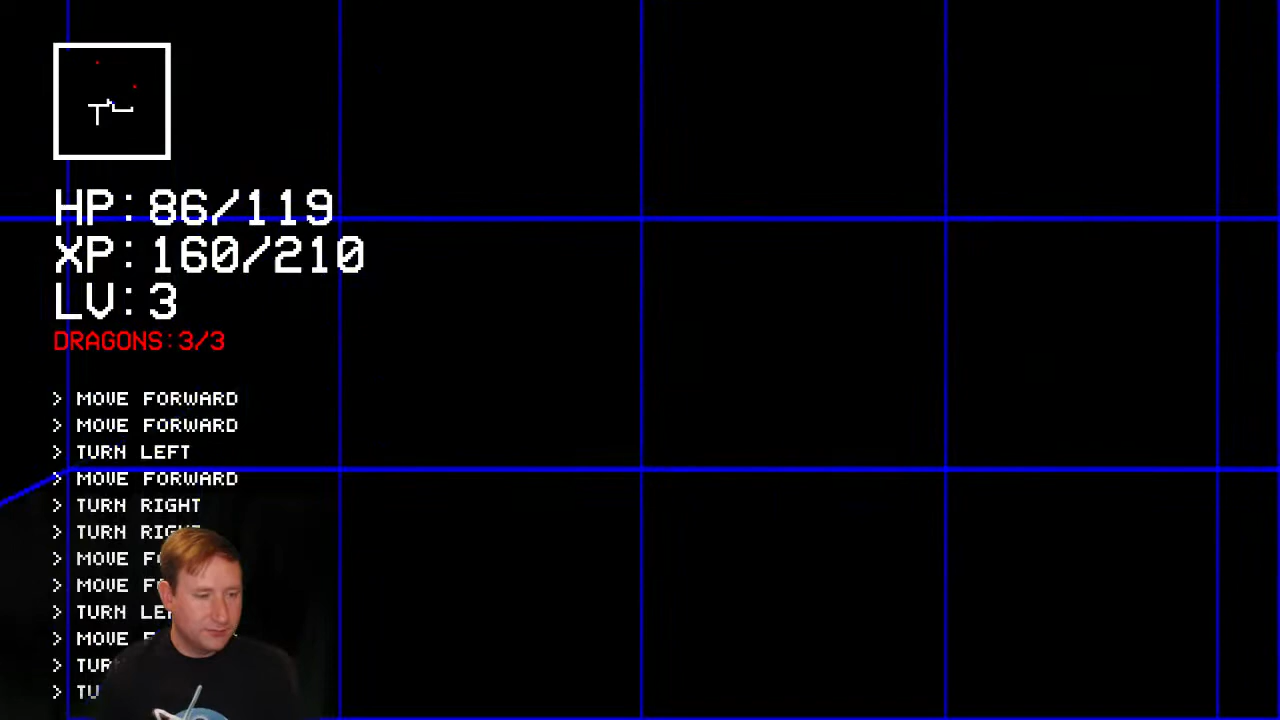 HP:86/119
XP:160/210
LV:3
DRAGONS:3/3
> MOVE FORWARD
> MOVE FORWARD
> TURN LEFT
> MOVE FORWARD
> TURN RIGHT
> TURN
> MOVE
> MOVE
> TURN
> MOVE
>
>